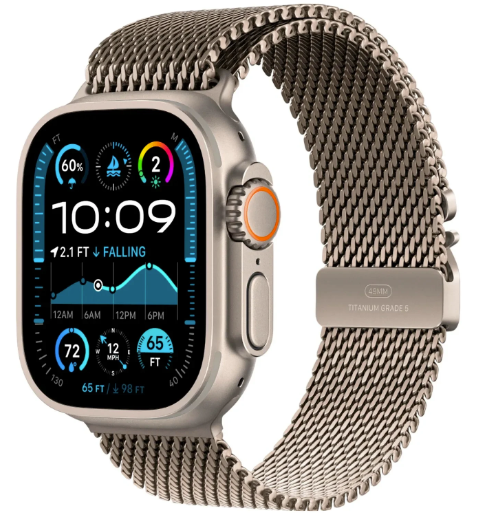 FT M
60%
2
10:09
2.1 FT ↓ FALLING
12AM 6AM 12PM 6PM
72
N
W E
S
12
MPH
65
FT
130 40
65 FT / 98 FT
49MM
TITANIUM GRADE 5